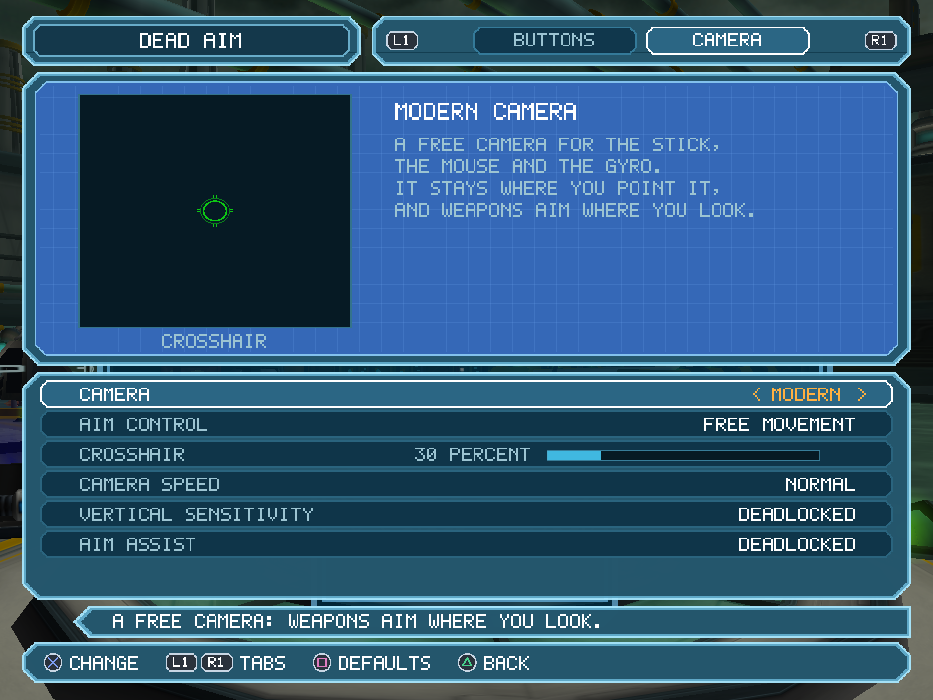 DEAD AIM
L1 BUTTONS CAMERA R1
MODERN CAMERA
A FREE CAMERA FOR THE STICK,
THE MOUSE AND THE GYRO.
IT STAYS WHERE YOU POINT IT,
AND WEAPONS AIM WHERE YOU LOOK.
CROSSHAIR
CAMERA < MODERN >
AIM CONTROL FREE MOVEMENT
CROSSHAIR 30 PERCENT
CAMERA SPEED NORMAL
VERTICAL SENSITIVITY DEADLOCKED
AIM ASSIST DEADLOCKED
A FREE CAMERA: WEAPONS AIM WHERE YOU LOOK.
CHANGE L1 R1 TABS DEFAULTS BACK